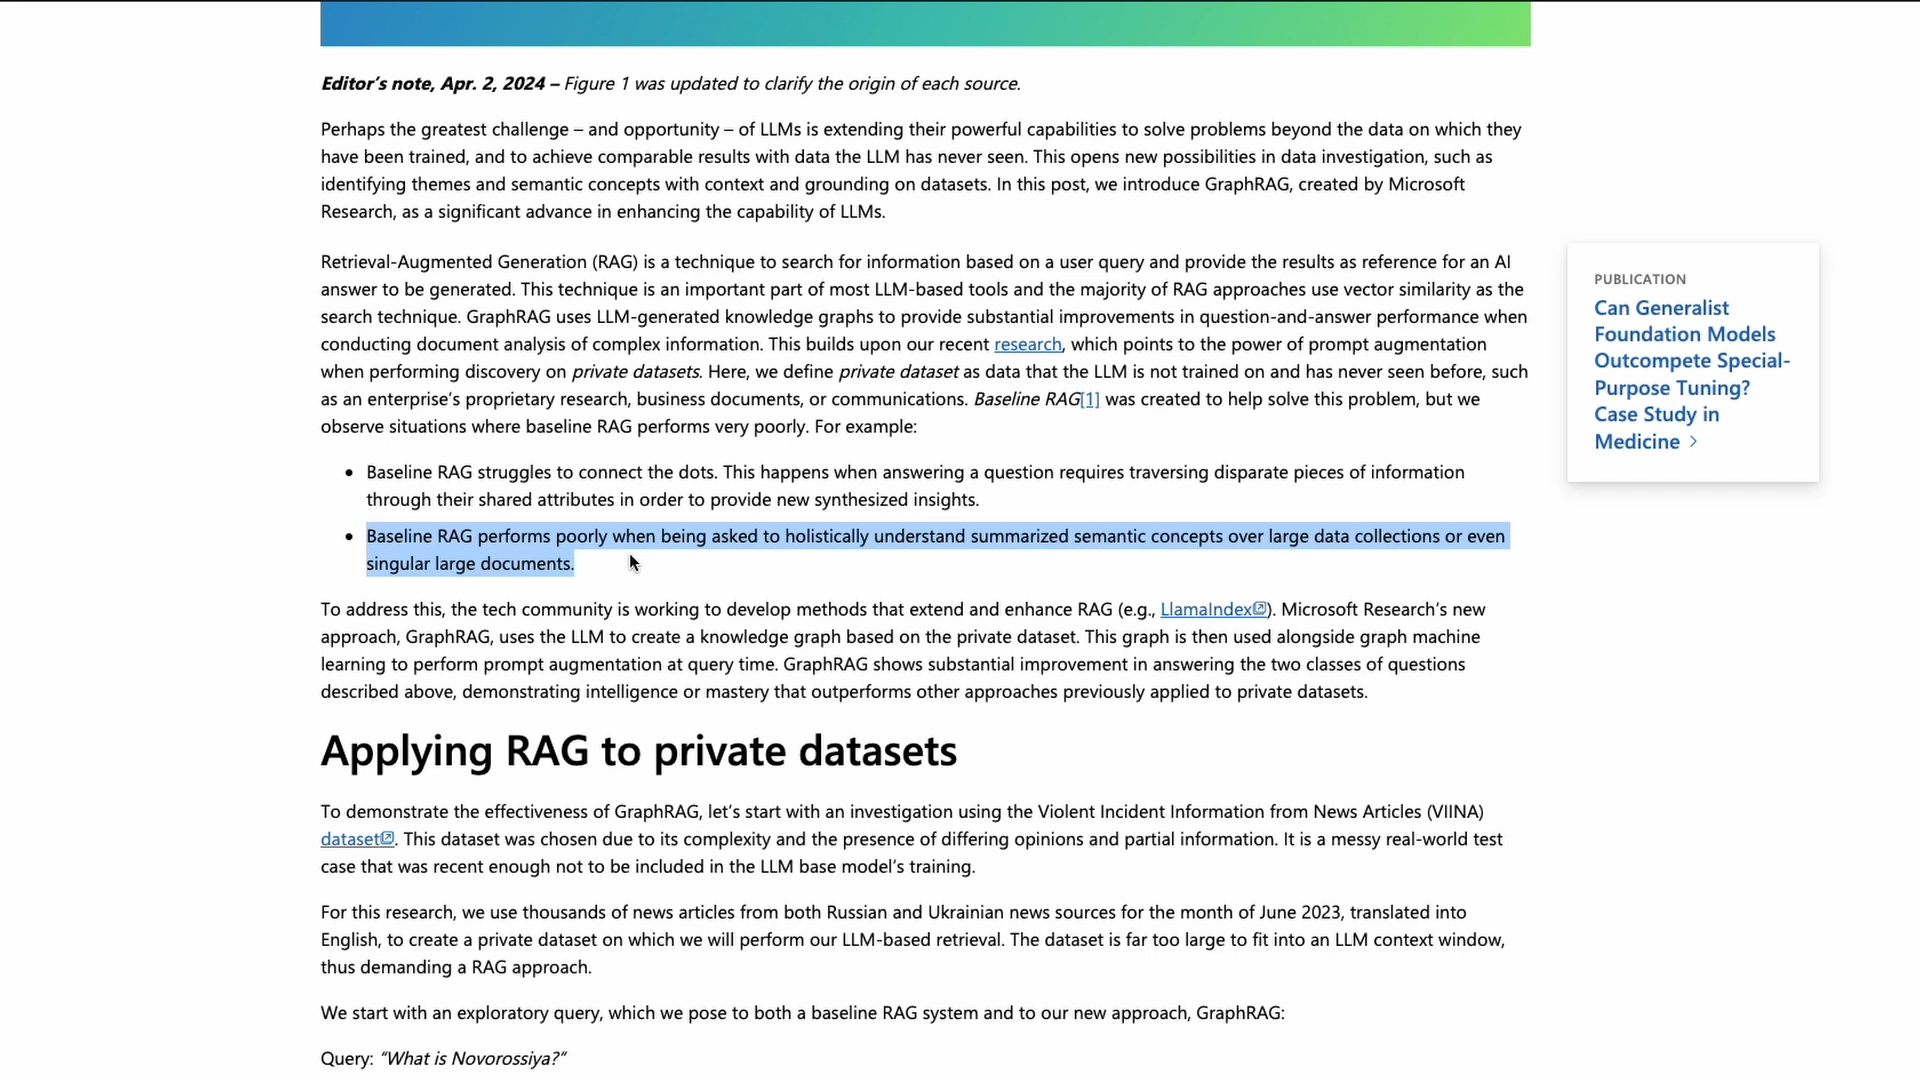 Editor's note, Apr. 2, 2024 – Figure 1 was updated to clarify the origin of each source.
Perhaps the greatest challenge – and opportunity – of LLMs is extending their powerful capabilities to solve problems beyond the data on which they
have been trained, and to achieve comparable results with data the LLM has never seen. This opens new possibilities in data investigation, such as
identifying themes and semantic concepts with context and grounding on datasets. In this post, we introduce GraphRAG, created by Microsoft
Research, as a significant advance in enhancing the capability of LLMs.
Retrieval-Augmented Generation (RAG) is a technique to search for information based on a user query and provide the results as reference for an AI
answer to be generated. This technique is an important part of most LLM-based tools and the majority of RAG approaches use vector similarity as the
search technique. GraphRAG uses LLM-generated knowledge graphs to provide substantial improvements in question-and-answer performance when
conducting document analysis of complex information. This builds upon our recent research, which points to the power of prompt augmentation
when performing discovery on private datasets. Here, we define private dataset as data that the LLM is not trained on and has never seen before, such
as an enterprise's proprietary research, business documents, or communications. Baseline RAG[1] was created to help solve this problem, but we
observe situations where baseline RAG performs very poorly. For example:
• Baseline RAG struggles to connect the dots. This happens when answering a question requires traversing disparate pieces of information
through their shared attributes in order to provide new synthesized insights.
• Baseline RAG performs poorly when being asked to holistically understand summarized semantic concepts over large data collections or even
singular large documents.
To address this, the tech community is working to develop methods that extend and enhance RAG (e.g., LlamaIndex). Microsoft Research's new
approach, GraphRAG, uses the LLM to create a knowledge graph based on the private dataset. This graph is then used alongside graph machine
learning to perform prompt augmentation at query time. GraphRAG shows substantial improvement in answering the two classes of questions
described above, demonstrating intelligence or mastery that outperforms other approaches previously applied to private datasets.
Applying RAG to private datasets
To demonstrate the effectiveness of GraphRAG, let's start with an investigation using the Violent Incident Information from News Articles (VIINA)
dataset. This dataset was chosen due to its complexity and the presence of differing opinions and partial information. It is a messy real-world test
case that was recent enough not to be included in the LLM base model's training.
For this research, we use thousands of news articles from both Russian and Ukrainian news sources for the month of June 2023, translated into
English, to create a private dataset on which we will perform our LLM-based retrieval. The dataset is far too large to fit into an LLM context window,
thus demanding a RAG approach.
We start with an exploratory query, which we pose to both a baseline RAG system and to our new approach, GraphRAG:
Query: “What is Novorossiya?”
PUBLICATION
Can Generalist
Foundation Models
Outcompete Special-
Purpose Tuning?
Case Study in
Medicine >